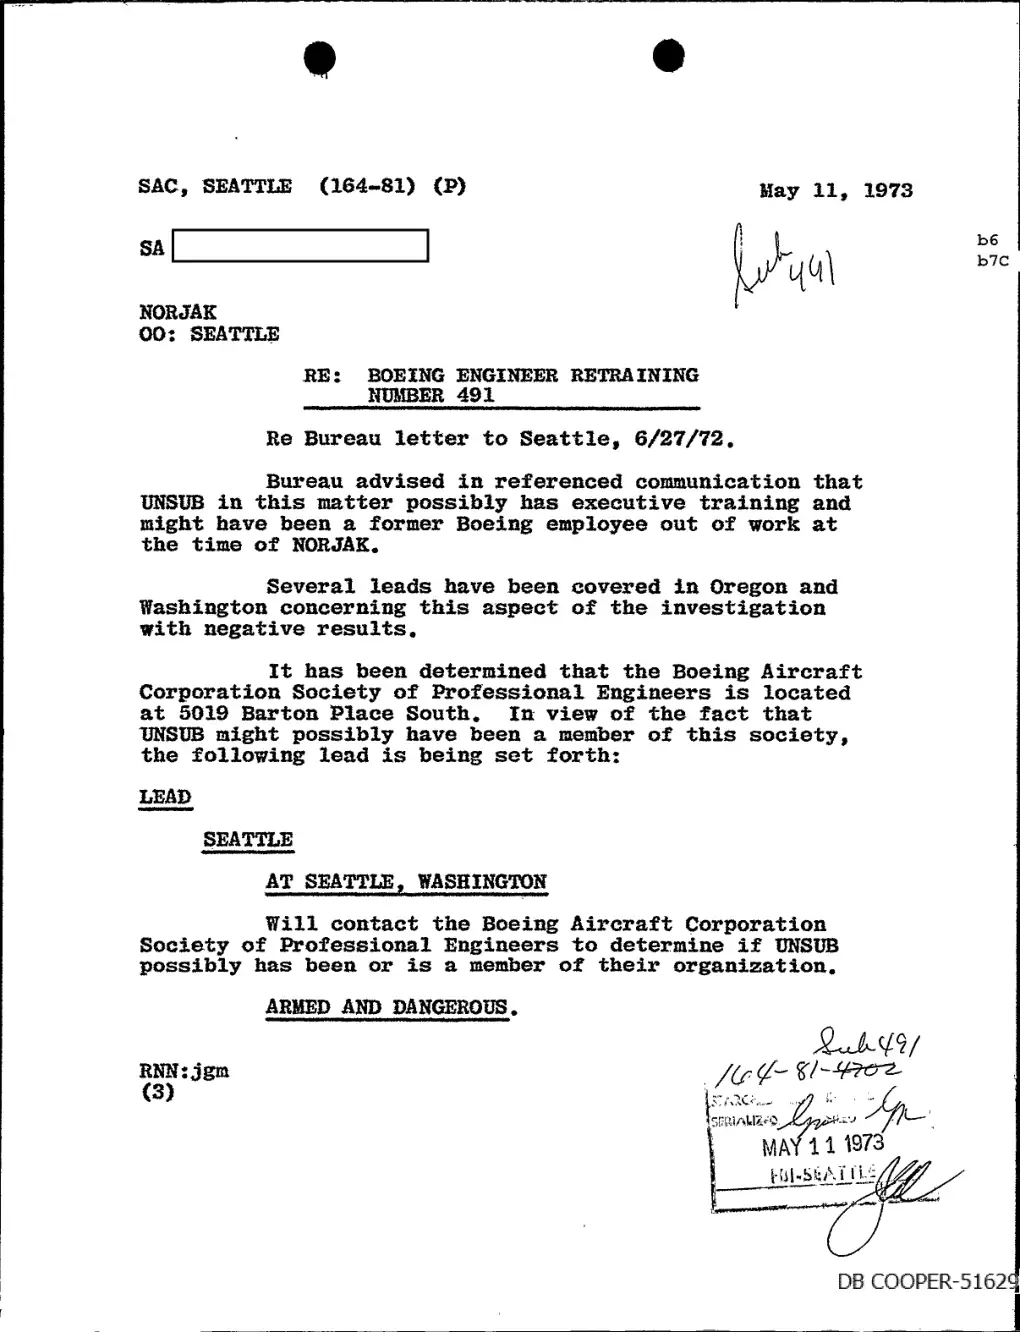 SAC, SEATTLE (164-81) (P)
May 11, 1973
SA
b6
b7C
Sub 491
NORJAK
OO: SEATTLE
RE: BOEING ENGINEER RETRAINING
NUMBER 491
Re Bureau letter to Seattle, 6/27/72.
Bureau advised in referenced communication that
UNSUB in this matter possibly has executive training and
might have been a former Boeing employee out of work at
the time of NORJAK.
Several leads have been covered in Oregon and
Washington concerning this aspect of the investigation
with negative results.
It has been determined that the Boeing Aircraft
Corporation Society of Professional Engineers is located
at 5019 Barton Place South. In view of the fact that
UNSUB might possibly have been a member of this society,
the following lead is being set forth:
LEAD
SEATTLE
AT SEATTLE, WASHINGTON
Will contact the Boeing Aircraft Corporation
Society of Professional Engineers to determine if UNSUB
possibly has been or is a member of their organization.
ARMED AND DANGEROUS.
RNN:jgm
(3)
Sub 491
164-81-4702
SERIALIZED
MAY 11 1973
FBI-SEATTLE
DB COOPER-51629